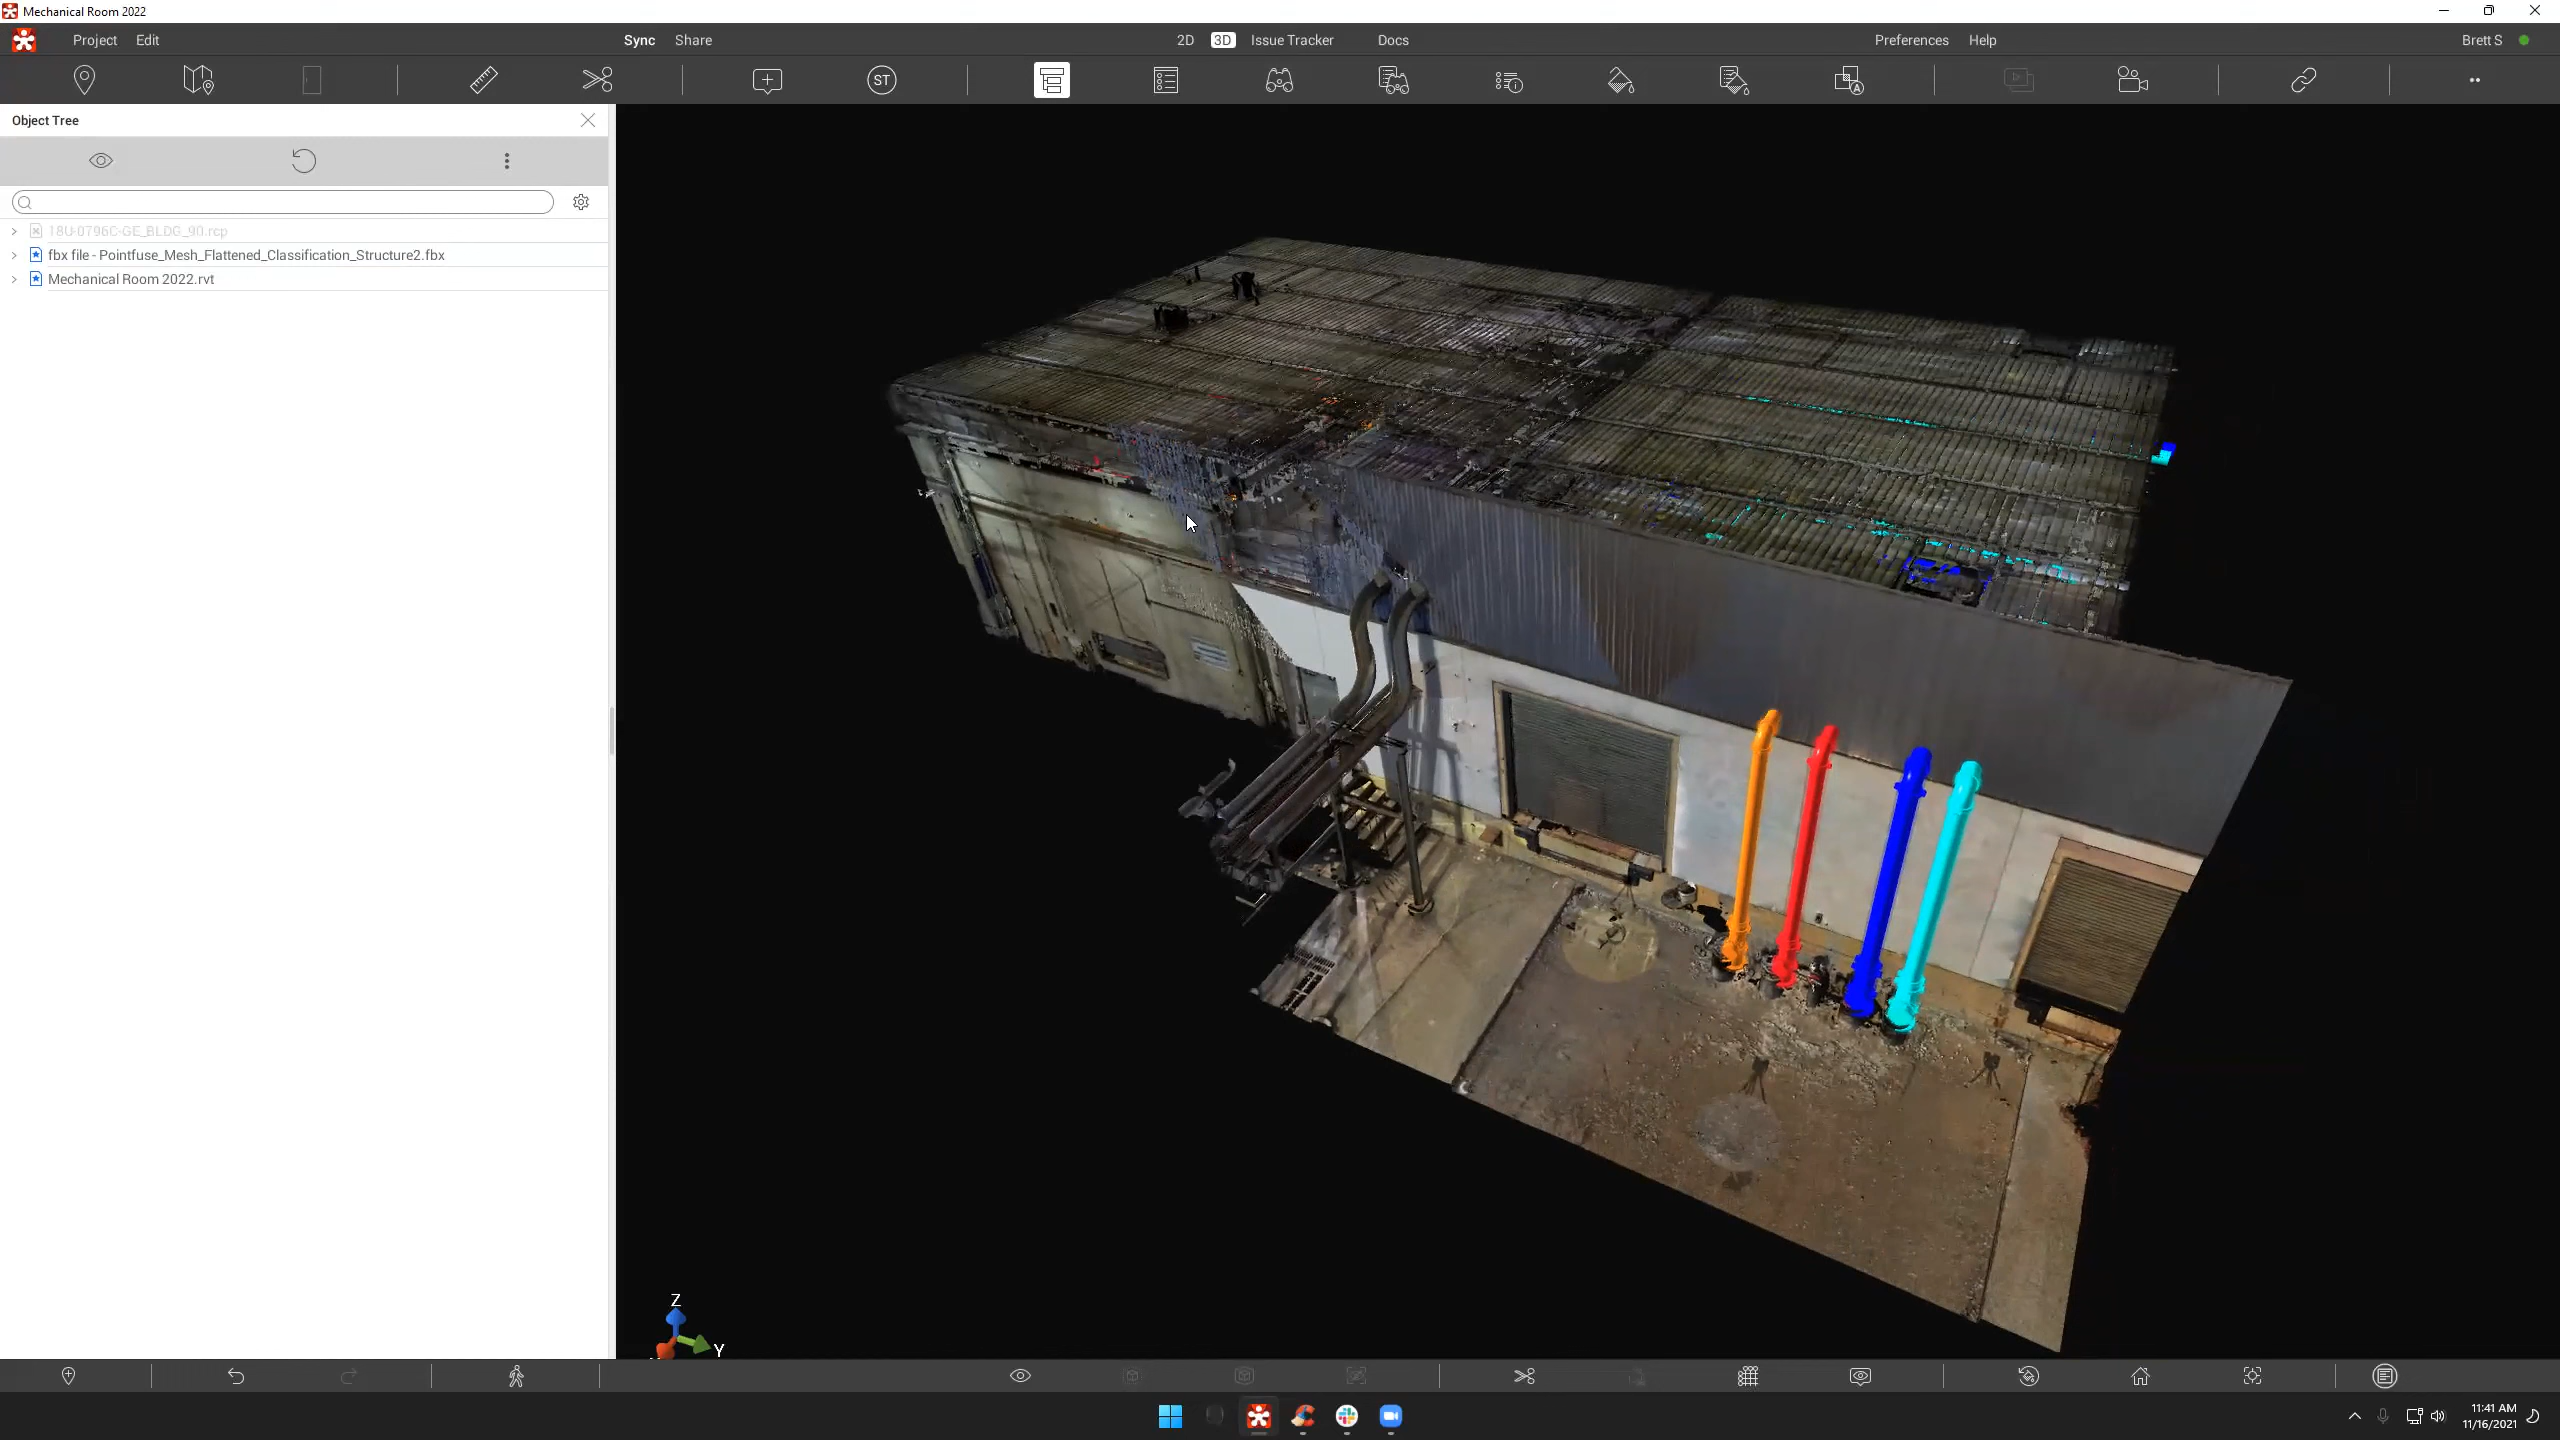 Mechanical Room 2022
Project Edit Sync Share 2D 3D Issue Tracker Docs Preferences Help Brett S
ST
Object Tree
18U-0796C-GE_BLDG_90.rcp
fbx file - Pointfuse_Mesh_Flattened_Classification_Structure2.fbx
Mechanical Room 2022.rvt
Z
Y
11:41 AM
11/16/2021